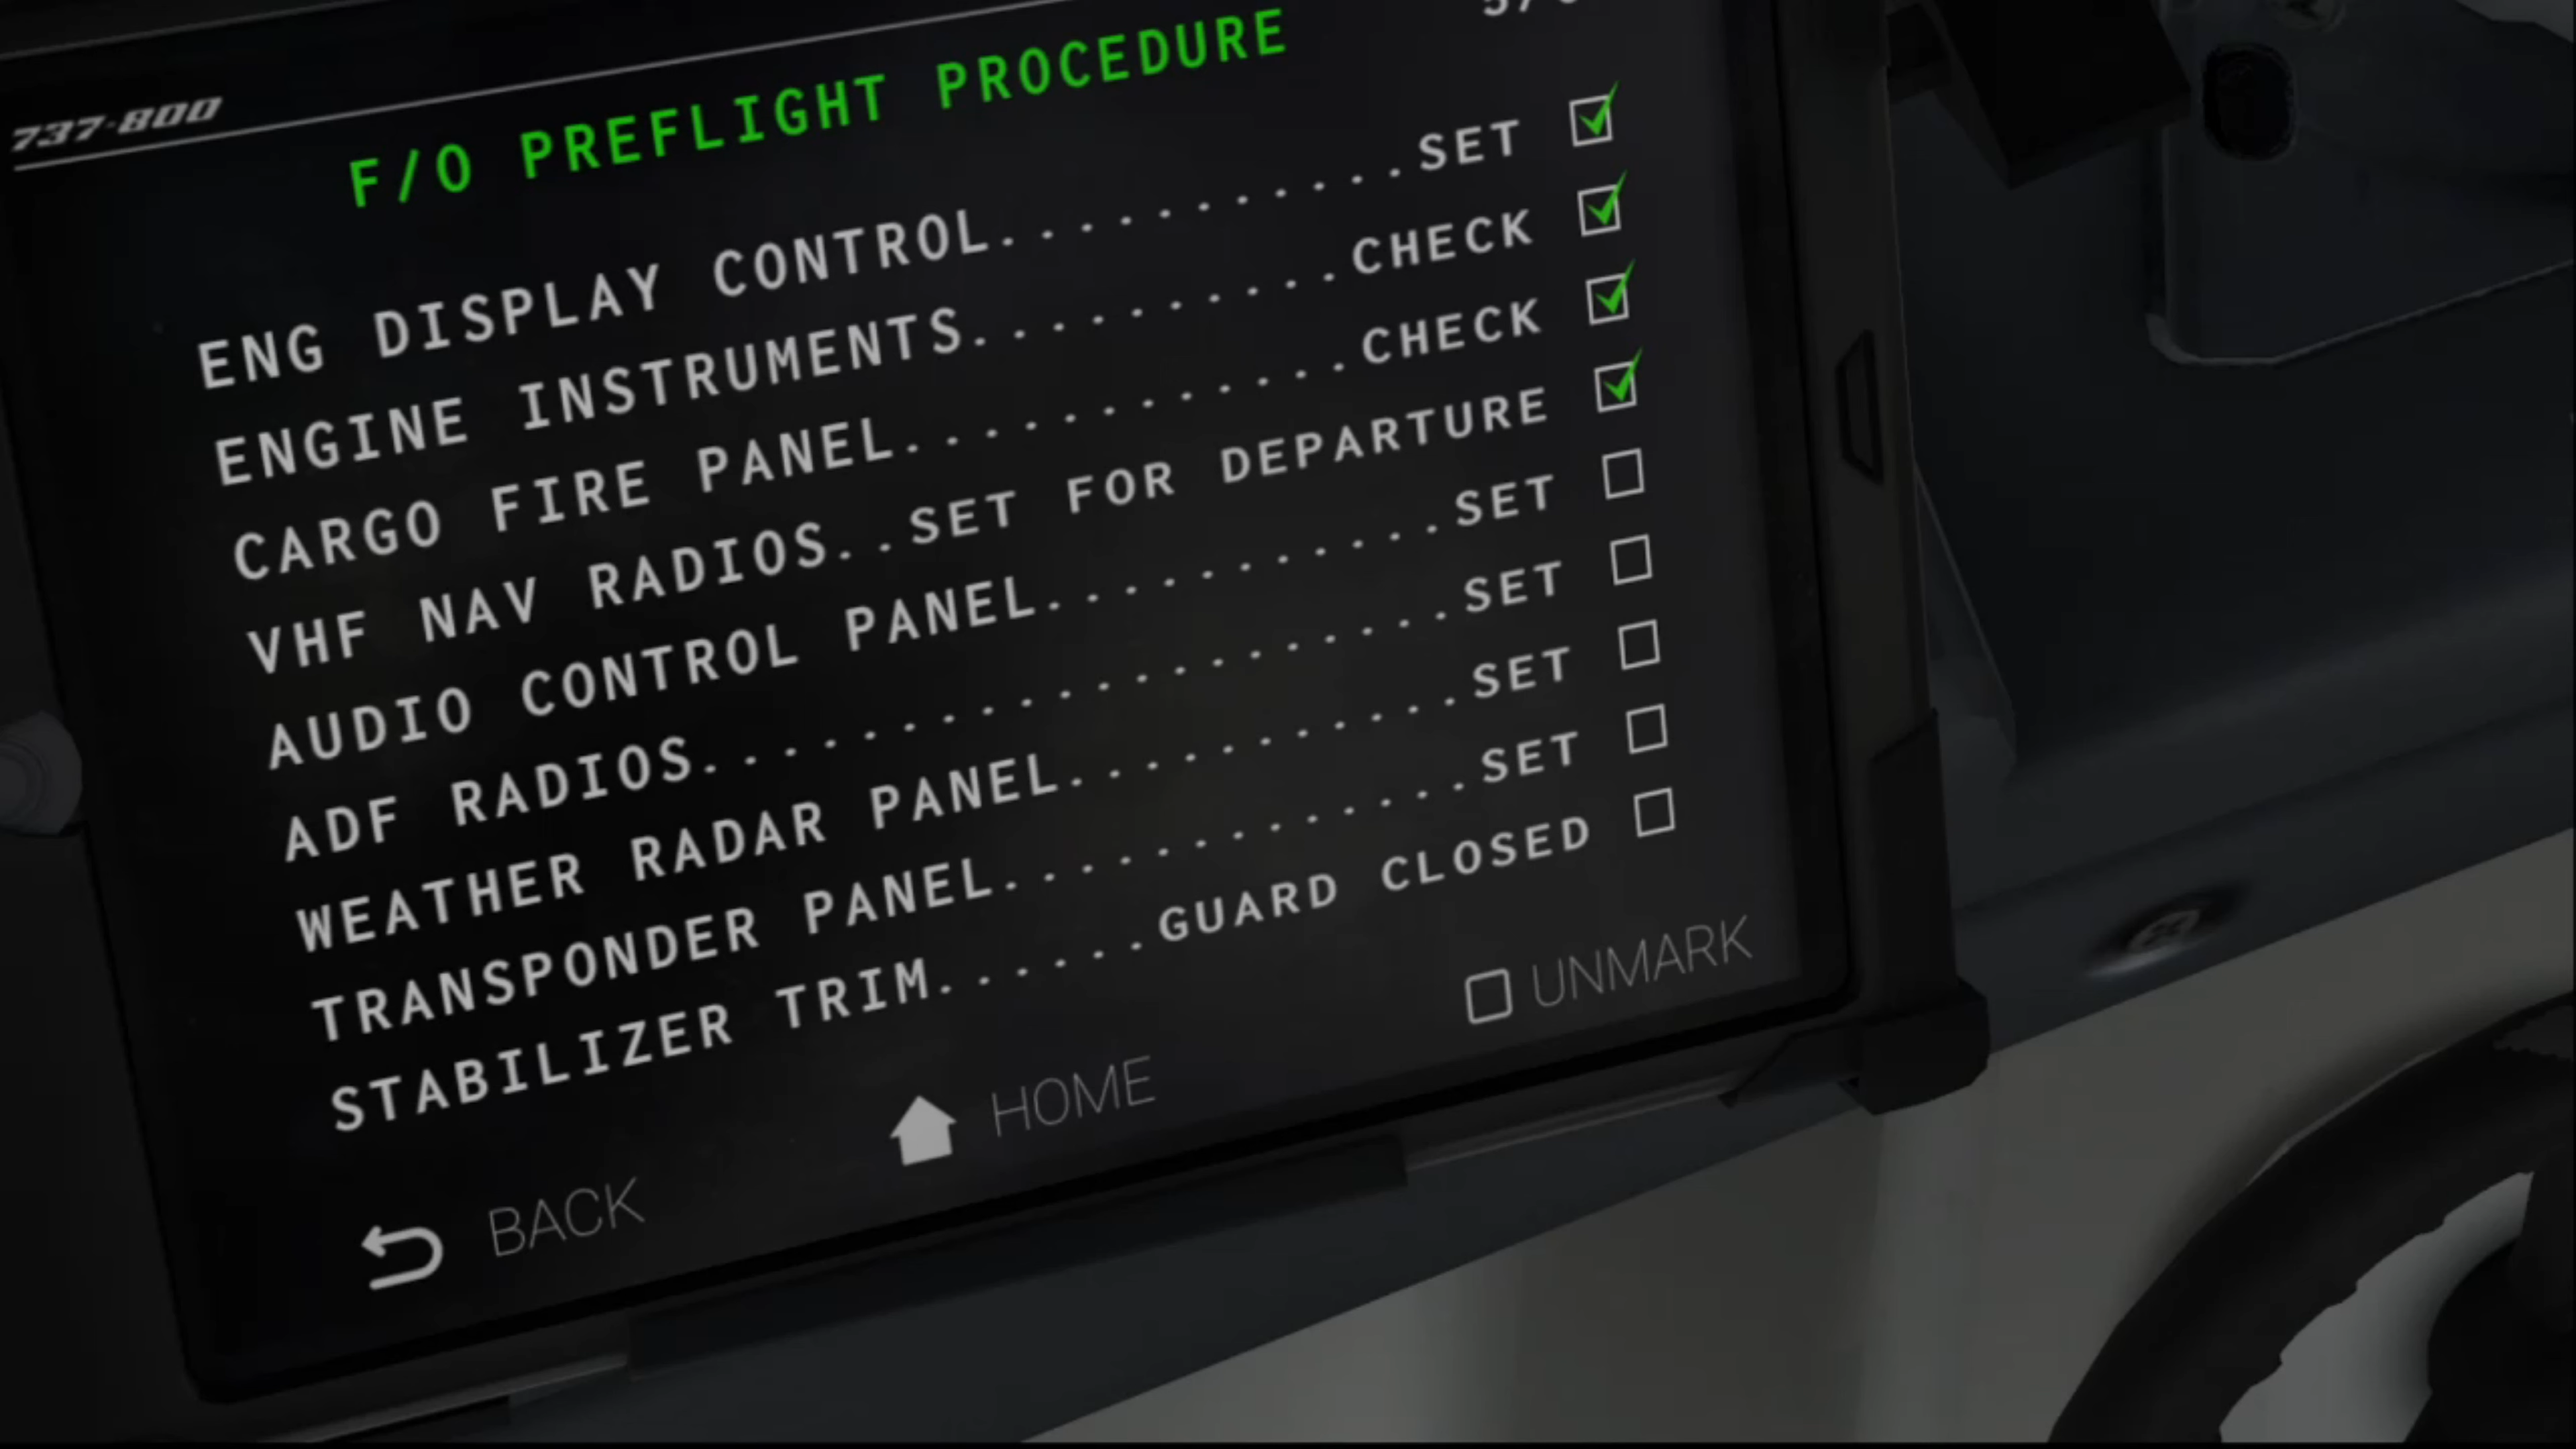 737-800
F/O PREFLIGHT PROCEDURE
ENG DISPLAY CONTROL..........SET
ENGINE INSTRUMENTS..........CHECK
CARGO FIRE PANEL............CHECK
VHF NAV RADIOS..SET FOR DEPARTURE
AUDIO CONTROL PANEL..........SET
ADF RADIOS...................SET
WEATHER RADAR PANEL..........SET
TRANSPONDER PANEL............SET
STABILIZER TRIM......GUARD CLOSED
UNMARK
HOME
BACK